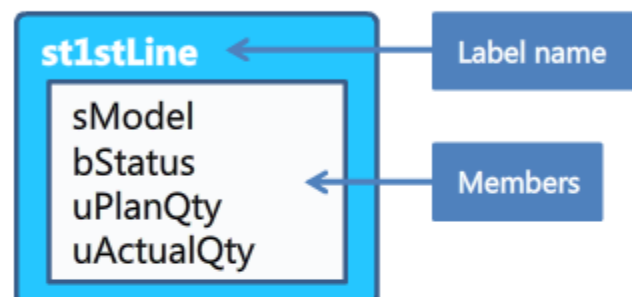 st1stLine
Label name
sModel
bStatus
uPlanQty
uActualQty
Members